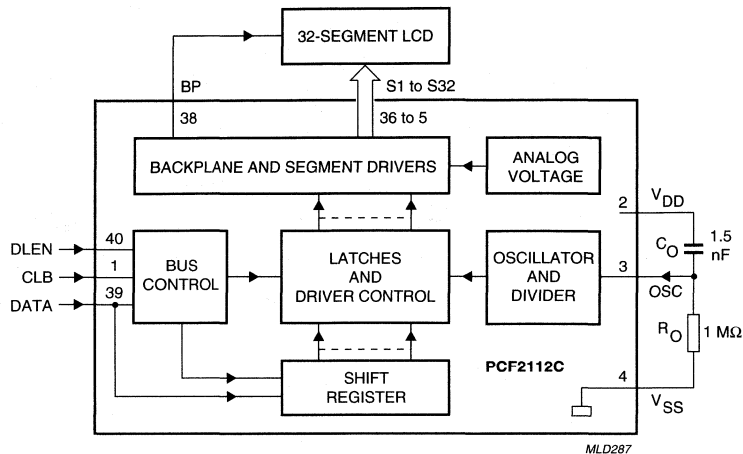 32-SEGMENT LCD
BP
S1 to S32
38
36 to 5
BACKPLANE AND SEGMENT DRIVERS
ANALOG
VOLTAGE
2
VDD
DLEN
40
CLB
1
DATA
39
BUS
CONTROL
LATCHES
AND
DRIVER CONTROL
OSCILLATOR
AND
DIVIDER
CO
1.5
nF
3
OSC
RO
1 MΩ
SHIFT
REGISTER
PCF2112C
4
VSS
MLD287